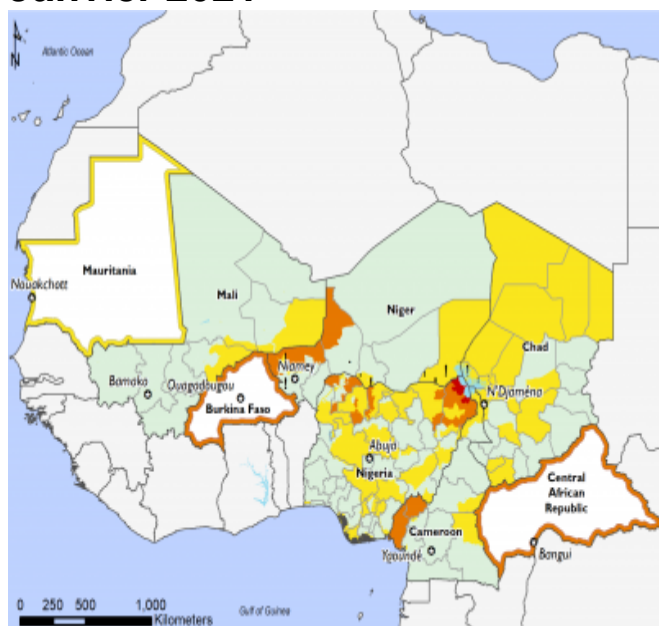 Atlantic Ocean
N
Mauritania
Nouakchott
Mali
Niger
Chad
Niamey
Bamako
Ouagadougou
N'Djaména
Burkina Faso
Abuja
Nigeria
Central
African
Republic
Cameroon
Yaoundé
Bangui
0 250 500 1,000
Kilometers
Gulf of Guinea